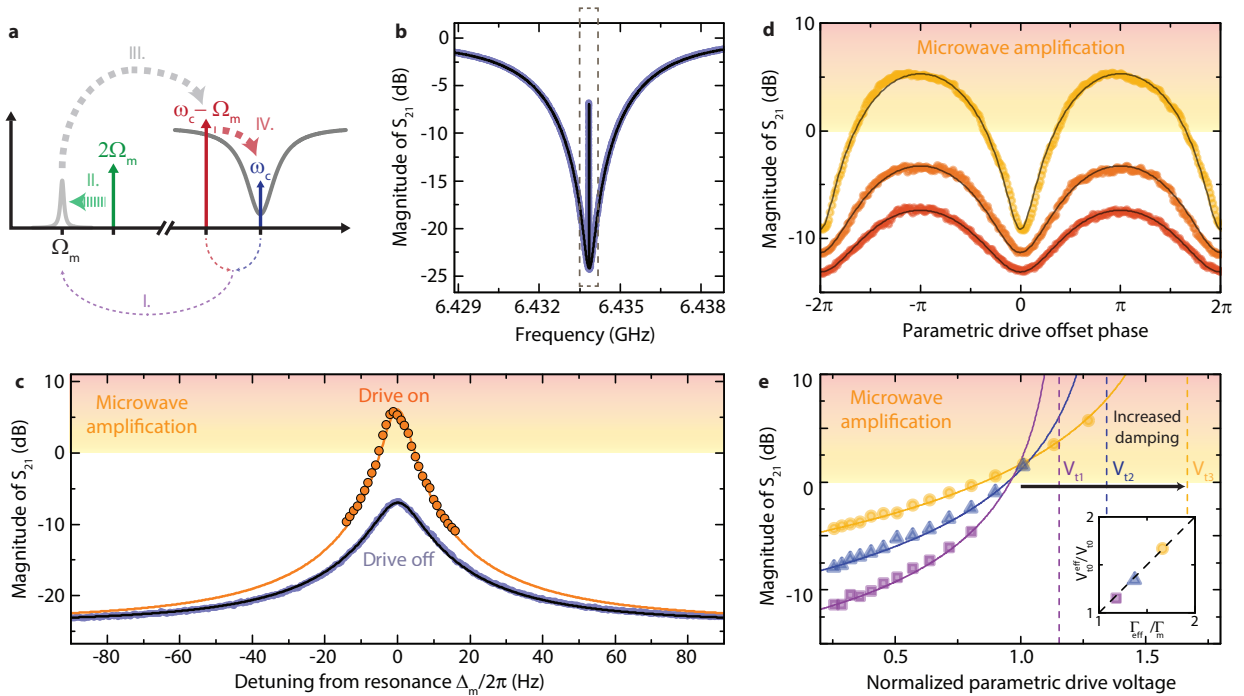 a
III.
ω_c – Ω_m
IV.
2Ω_m
II.
ω_c
Ω_m
I.
b
0
-5
-10
-15
-20
-25
Magnitude of S_21 (dB)
6.429 6.432 6.435 6.438
Frequency (GHz)
d
Microwave amplification
10
0
-10
Magnitude of S_21 (dB)
-2π -π 0 π 2π
Parametric drive offset phase
c
Microwave
amplification
Drive on
Drive off
10
0
-10
-20
Magnitude of S_21 (dB)
-80 -60 -40 -20 0 20 40 60 80
Detuning from resonance Δ_m/2π (Hz)
e
Microwave
amplification
Increased
damping
V_t1 V_t2 V_t3
10
0
-10
Magnitude of S_21 (dB)
0.5 1.0 1.5
Normalized parametric drive voltage
2
1
V_t0^eff/V_t0
1 2
Γ_eff/Γ_m